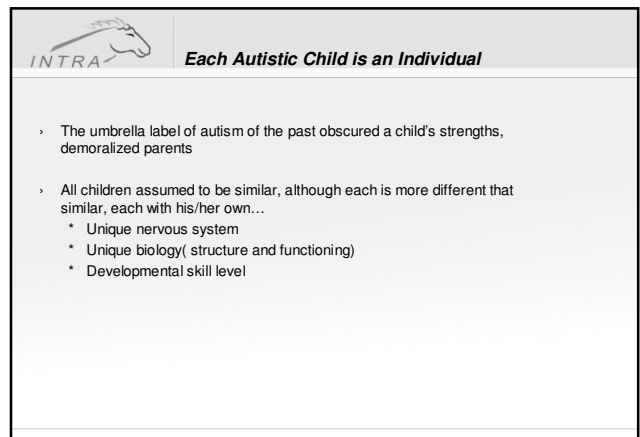 INTRA
Each Autistic Child is an Individual
› The umbrella label of autism of the past obscured a child's strengths,
demoralized parents
› All children assumed to be similar, although each is more different that
similar, each with his/her own…
* Unique nervous system
* Unique biology( structure and functioning)
* Developmental skill level